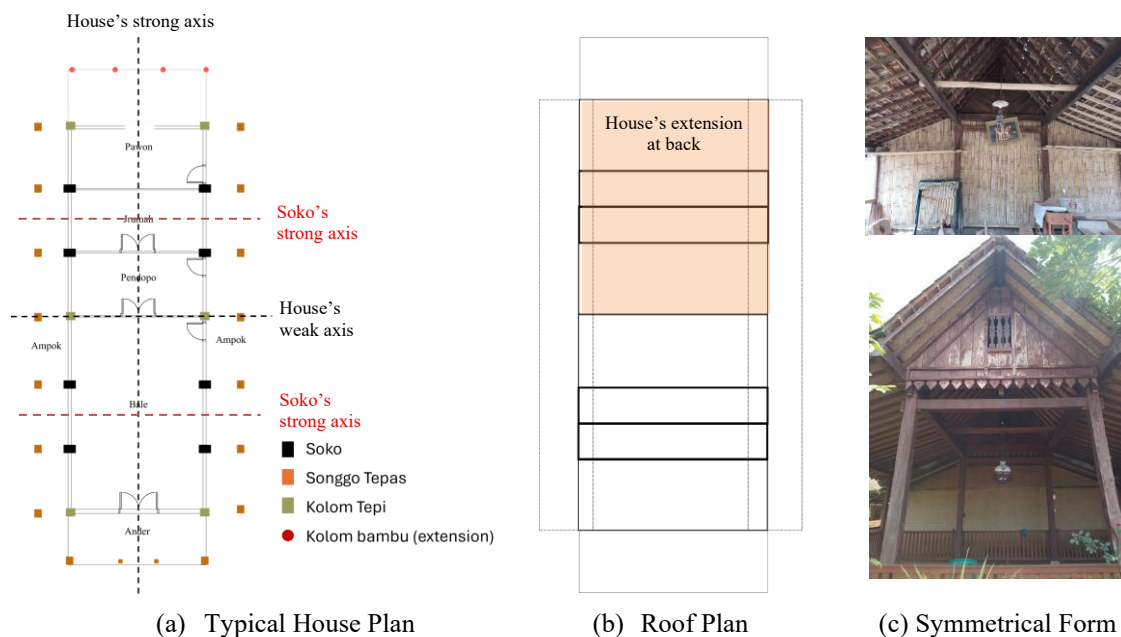 House’s strong axis
Pawon
Jrumah
Soko’s
strong axis
Pendopo
House’s
weak axis
Ampok
Ampok
Bale
Soko’s
strong axis
Soko
Songgo Tepas
Kolom Tepi
Kolom bambu (extension)
Ander
House’s extension
at back
(a) Typical House Plan
(b) Roof Plan
(c) Symmetrical Form